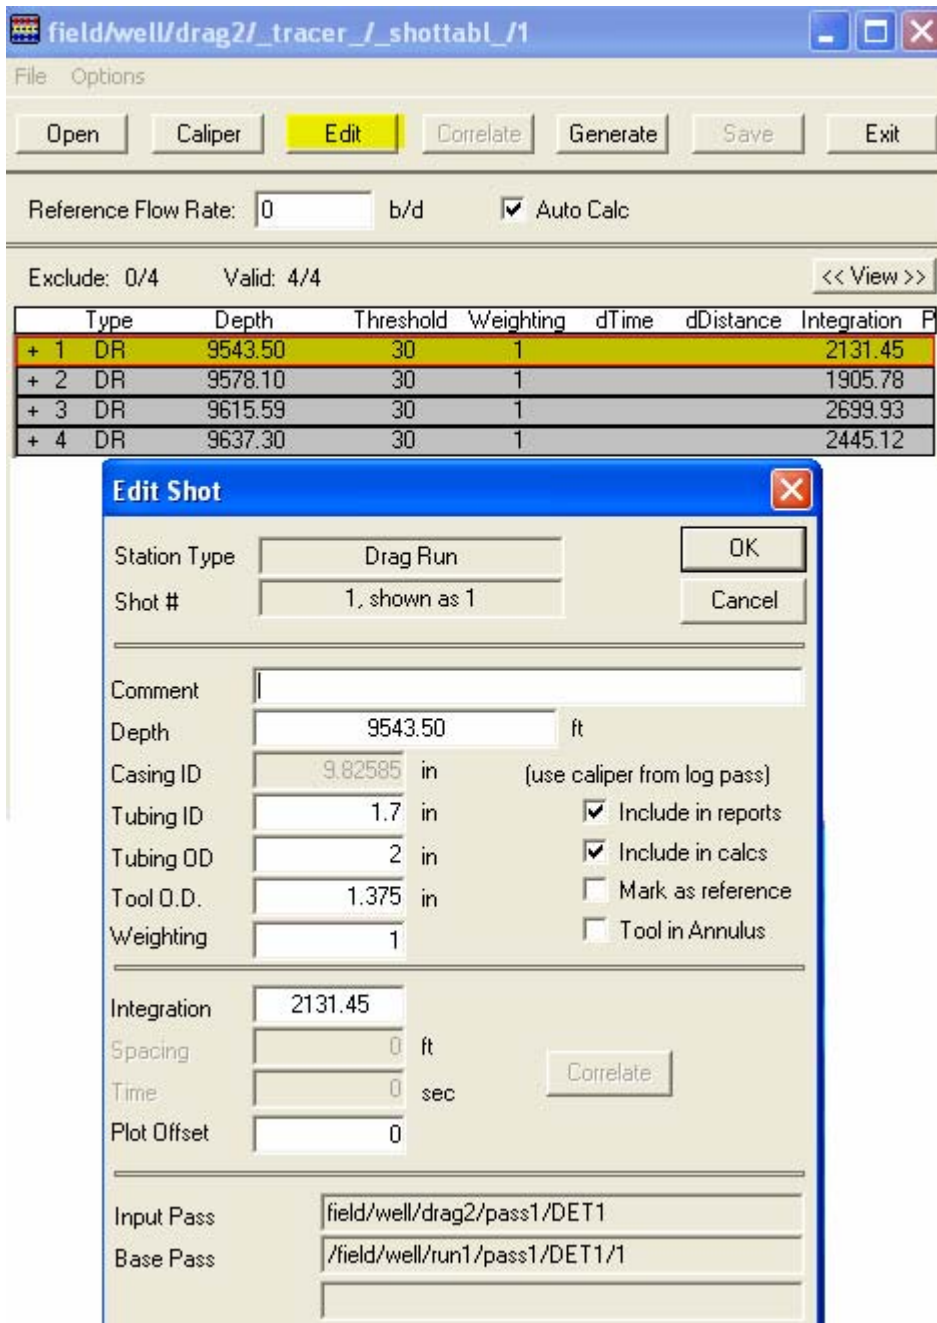 field/well/drag2/_tracer_/_shottabl_/1
File Options
Open Caliper Edit Correlate Generate Save Exit
Reference Flow Rate: 0 b/d Auto Calc
Exclude: 0/4 Valid: 4/4 << View >>
Type Depth Threshold Weighting dTime dDistance Integration P
+ 1 DR 9543.50 30 1 2131.45
+ 2 DR 9578.10 30 1 1905.78
+ 3 DR 9615.59 30 1 2699.93
+ 4 DR 9637.30 30 1 2445.12
Edit Shot
Station Type Drag Run OK
Shot # 1, shown as 1 Cancel
Comment
Depth 9543.50 ft
Casing ID 9.82585 in (use caliper from log pass)
Tubing ID 1.7 in Include in reports
Tubing OD 2 in Include in calcs
Tool O.D. 1.375 in Mark as reference
Weighting 1 Tool in Annulus
Integration 2131.45
Spacing 0 ft Correlate
Time 0 sec
Plot Offset 0
Input Pass field/well/drag2/pass1/DET1
Base Pass /field/well/run1/pass1/DET1/1